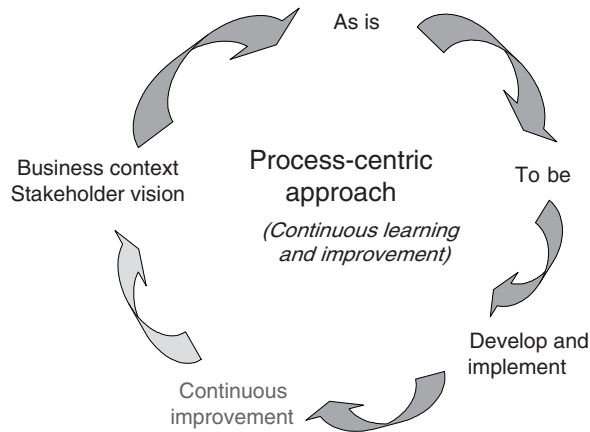 As is
Business context
Stakeholder vision
Process-centric
approach
(Continuous learning
and improvement)
To be
Develop and
implement
Continuous
improvement